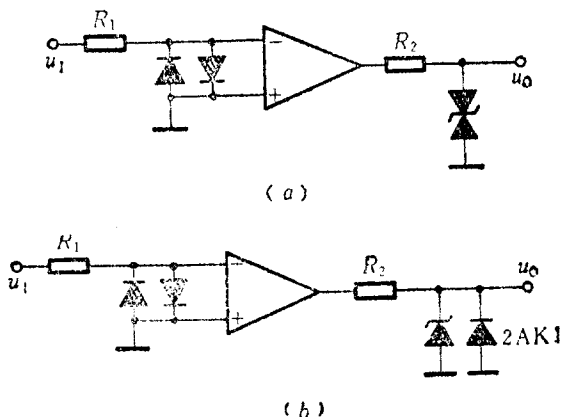 R₁
R₂
u₁
u₀
−
+
(a)
R₁
R₂
u₀
u₁
−
+
2AK1
(b)